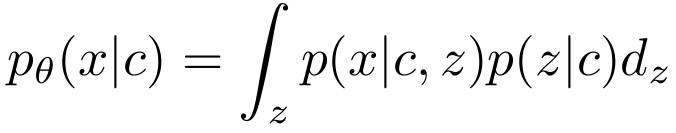 p_θ(x|c) = ∫_z p(x|c, z)p(z|c)d_z